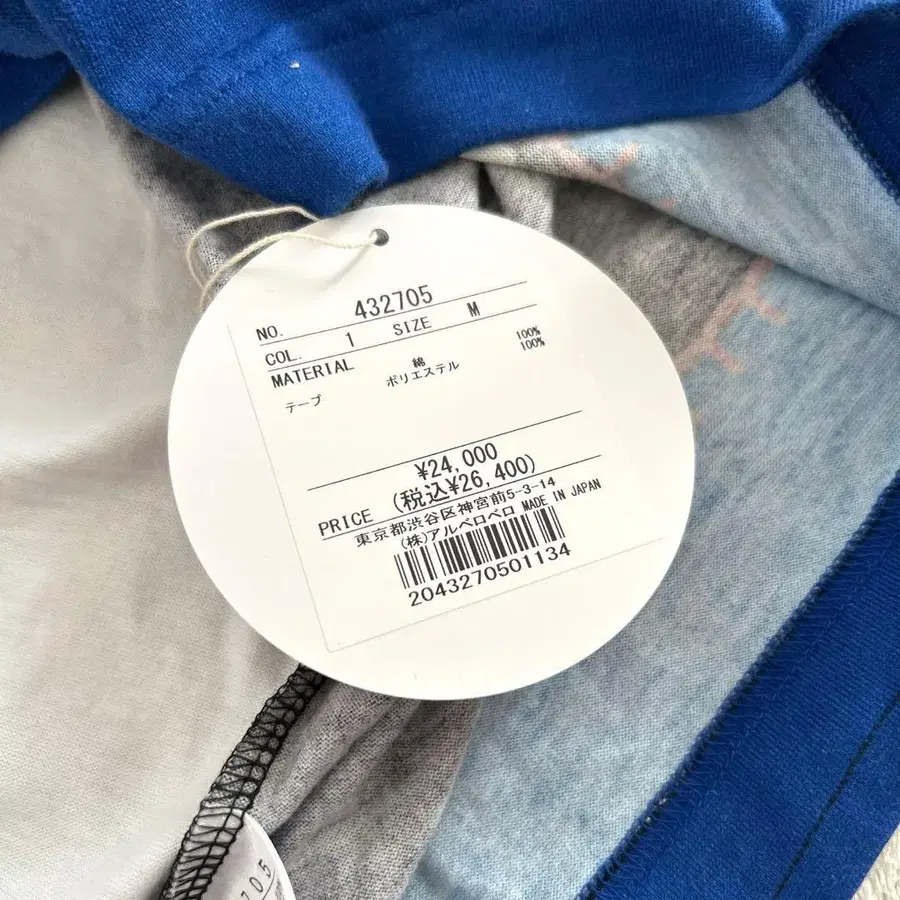 NO. 432705
COL. 1 SIZE M
MATERIAL 綿 100%
テープ ポリエステル 100%
¥24,000
PRICE (税込¥26,400)
東京都渋谷区神宮前5-3-14
(株)アルベロベロ MADE IN JAPAN
2043270501134
705